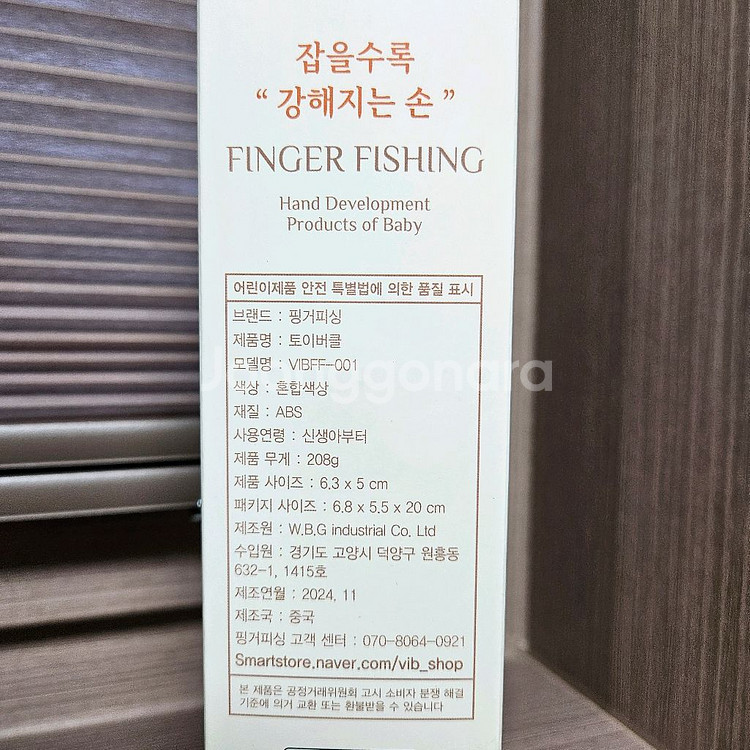 잡을수록
“ 강해지는 손 ”
FINGER FISHING
Hand Development
Products of Baby
어린이제품 안전 특별법에 의한 품질 표시
브랜드 : 핑거피싱
제품명 : 토이버클
모델명 : VIBFF-001
색상 : 혼합색상
재질 : ABS
사용연령 : 신생아부터
제품 무게 : 208g
제품 사이즈 : 6.3 x 5 cm
패키지 사이즈 : 6.8 x 5.5 x 20 cm
제조원 : W.B.G industrial Co, Ltd
수입원 : 경기도 고양시 덕양구 원흥동
632-1, 1415호
제조연월 : 2024, 11
제조국 : 중국
핑거피싱 고객 센터 : 070-8064-0921
Smartstore.naver.com/vib_shop
본 제품은 공정거래위원회 고시 소비자 분쟁 해결
기준에 의거 교환 또는 환불받을 수 있습니다